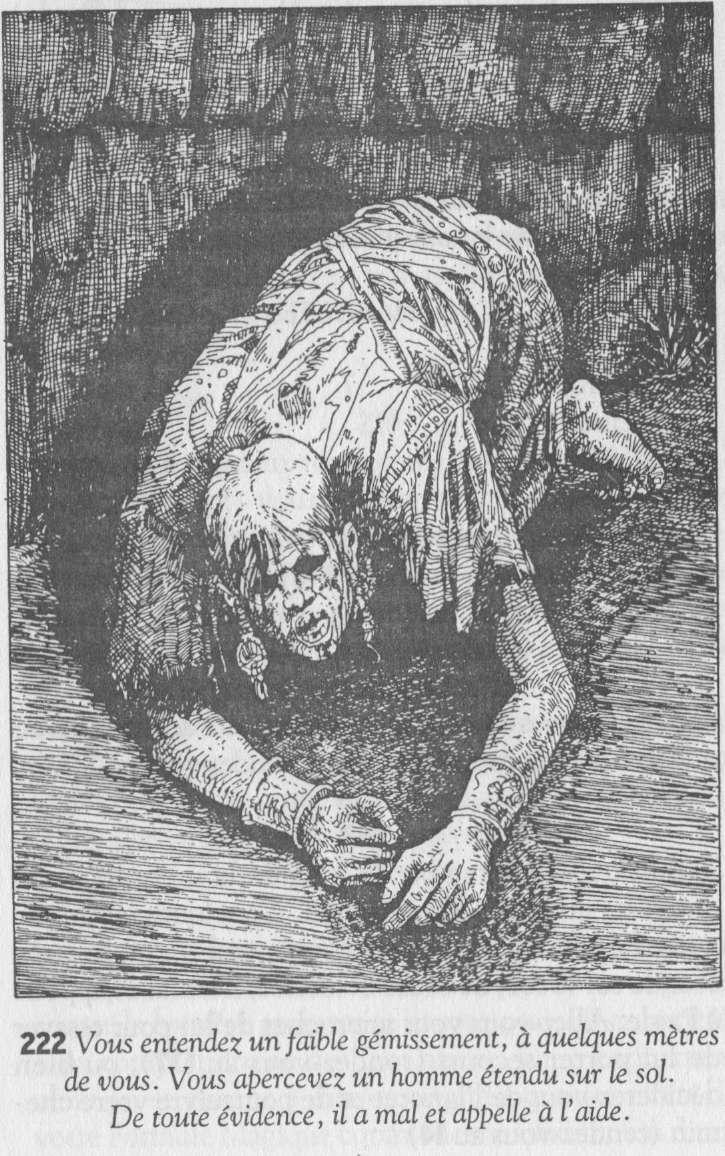 222 Vous entendez un faible gémissement, à quelques mètres
de vous. Vous apercevez un homme étendu sur le sol.
De toute évidence, il a mal et appelle à l'aide.